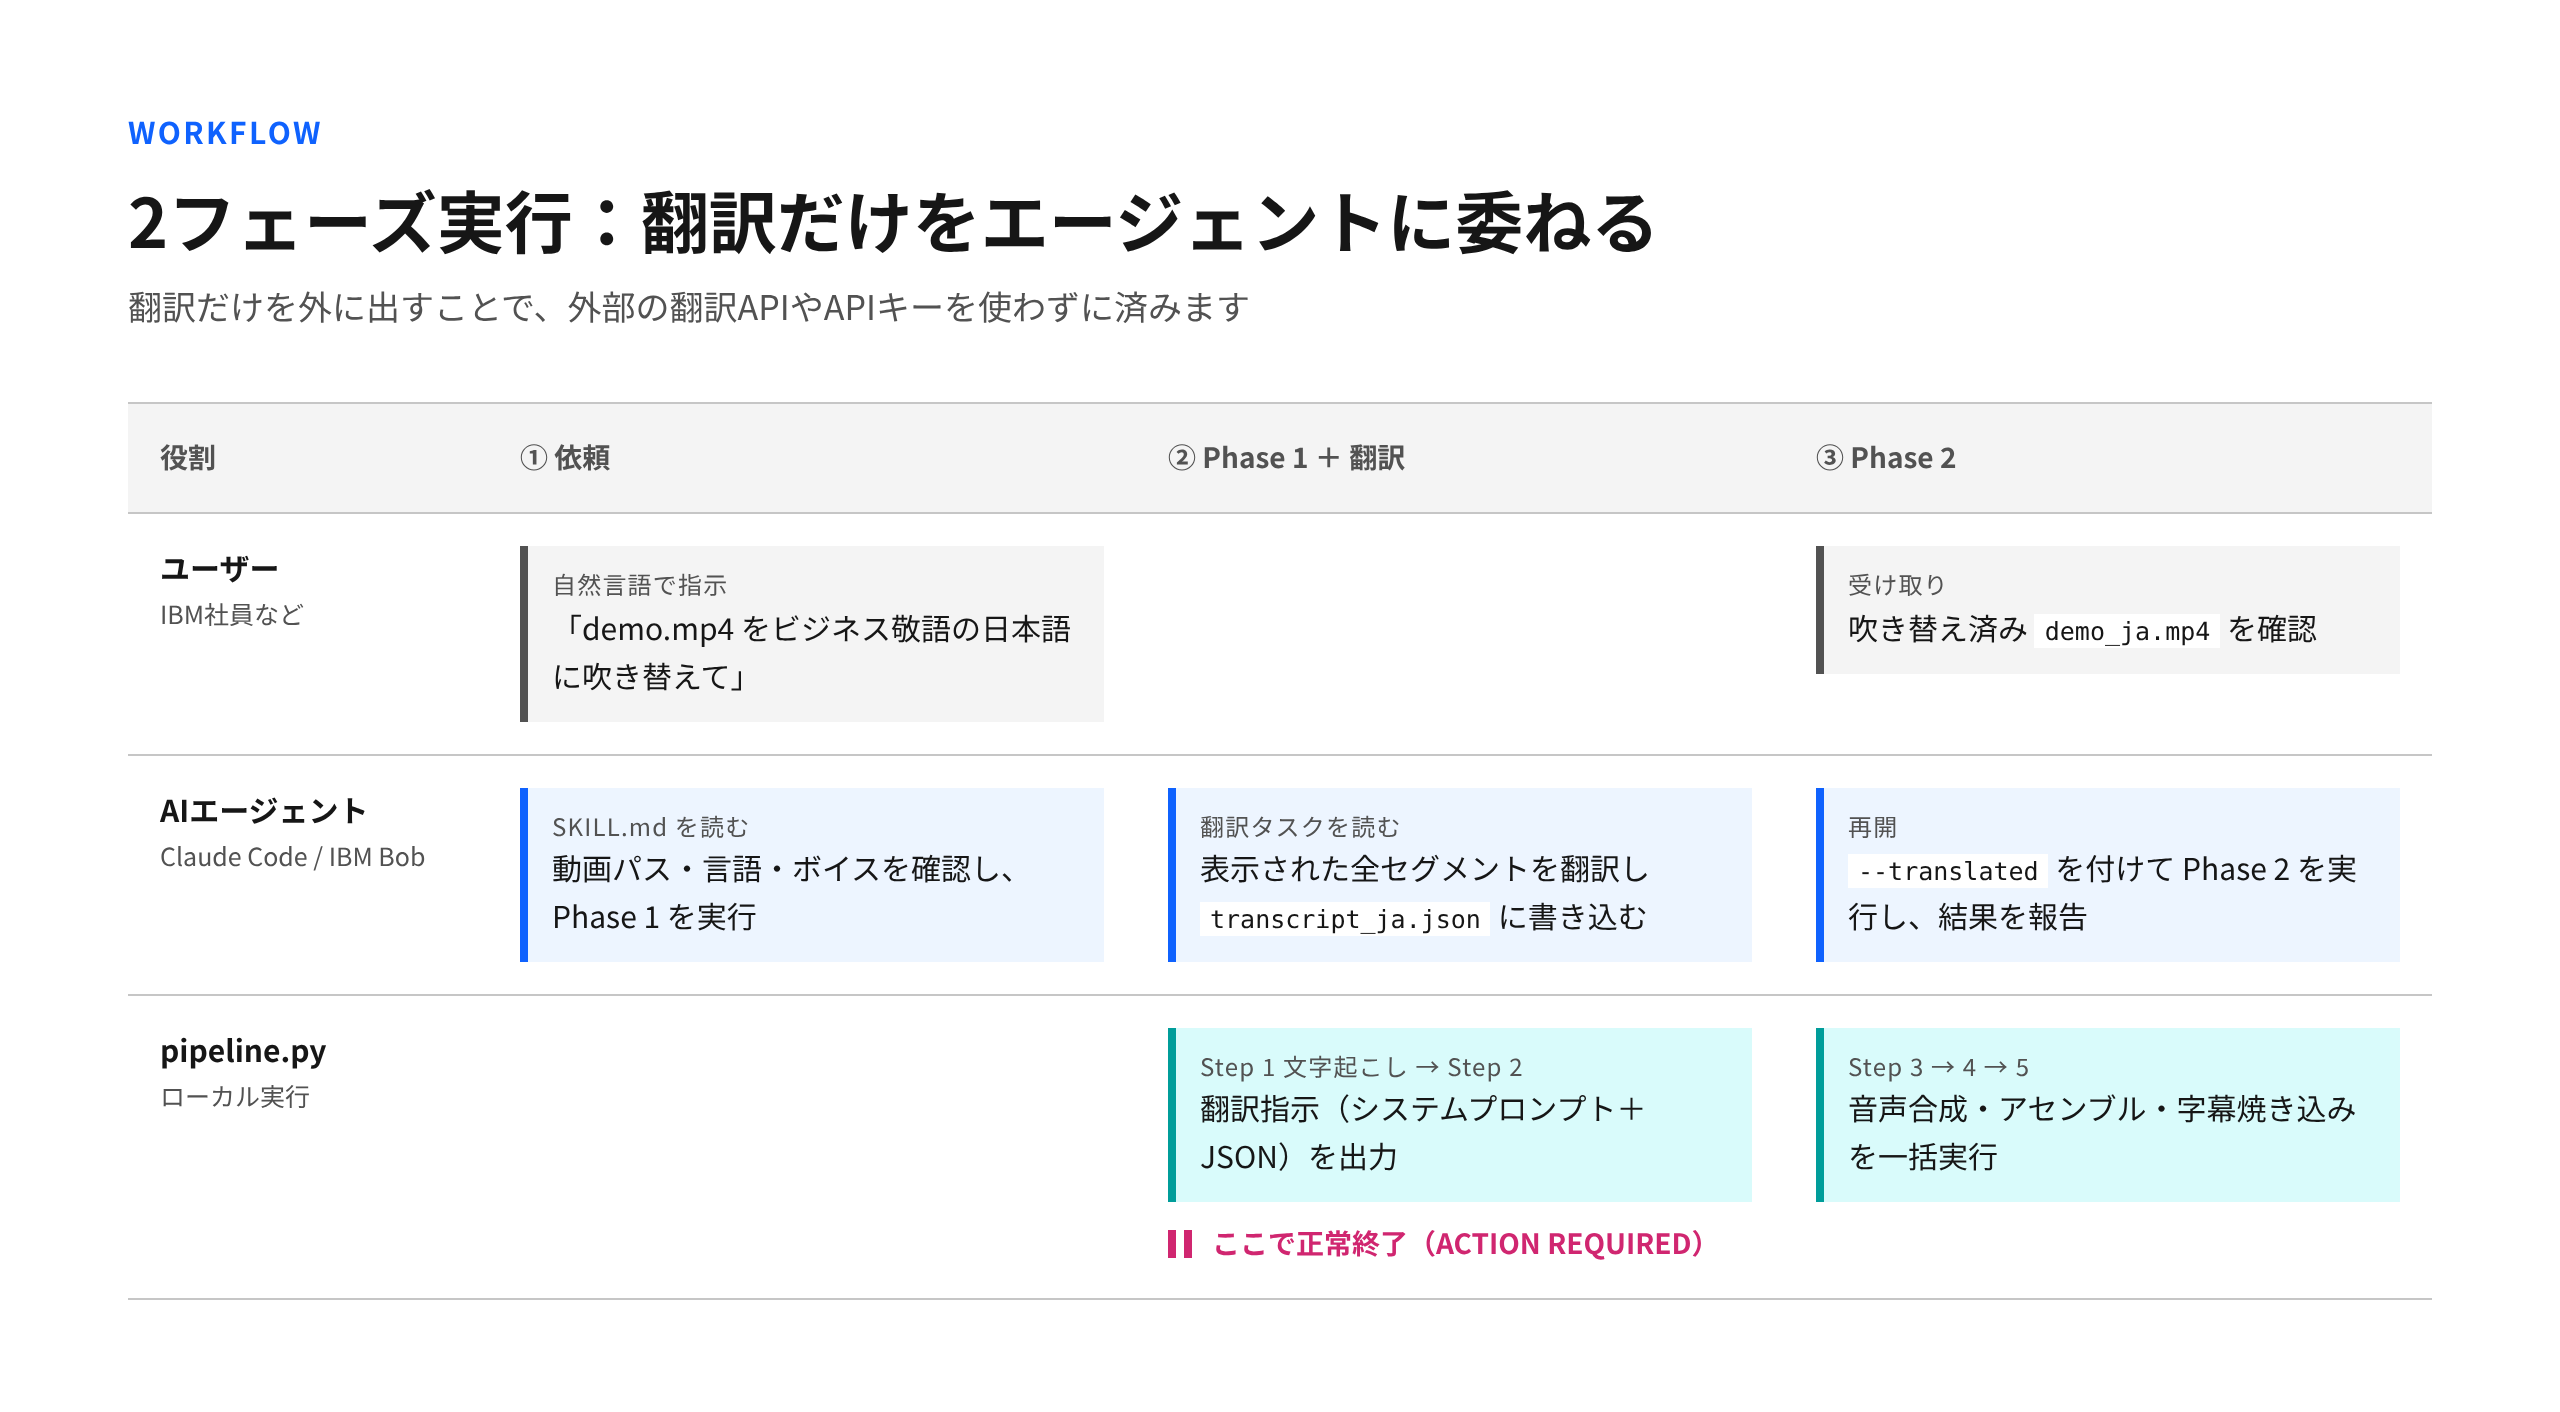 WORKFLOW
2フェーズ実行：翻訳だけをエージェントに委ねる
翻訳だけを外に出すことで、外部の翻訳APIやAPIキーを使わずに済みます
役割
① 依頼
② Phase 1 ＋ 翻訳
③ Phase 2
ユーザー
IBM社員など
自然言語で指示
「demo.mp4 をビジネス敬語の日本語
に吹き替えて」
受け取り
吹き替え済み demo_ja.mp4 を確認
AIエージェント
Claude Code / IBM Bob
SKILL.md を読む
動画パス・言語・ボイスを確認し、
Phase 1 を実行
翻訳タスクを読む
表示された全セグメントを翻訳し
transcript_ja.json に書き込む
再開
--translated を付けて Phase 2 を実
行し、結果を報告
pipeline.py
ローカル実行
Step 1 文字起こし → Step 2
翻訳指示（システムプロンプト＋
JSON）を出力
ここで正常終了（ACTION REQUIRED）
Step 3 → 4 → 5
音声合成・アセンブル・字幕焼き込み
を一括実行